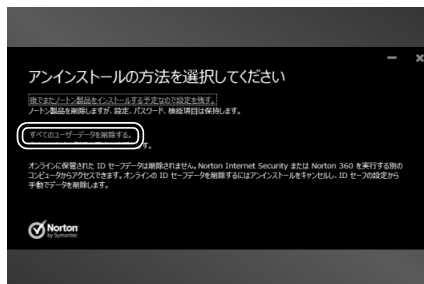 アンインストールの方法を選択してください
後でまたノートン製品をインストールする予定なので設定を残す。
ノートン製品を削除しますが、設定、パスワード、検疫項目は保持します。
すべてのユーザーデータを削除する。
す。
オンラインに保管された ID セーフデータは削除されません。Norton Internet Security または Norton 360 を実行する別の
コンピュータからアクセスできます。オンラインの ID セーフデータを削除するにはアンインストールをキャンセルし、ID セーフの設定から
手動でデータを削除します。
Norton
by Symantec